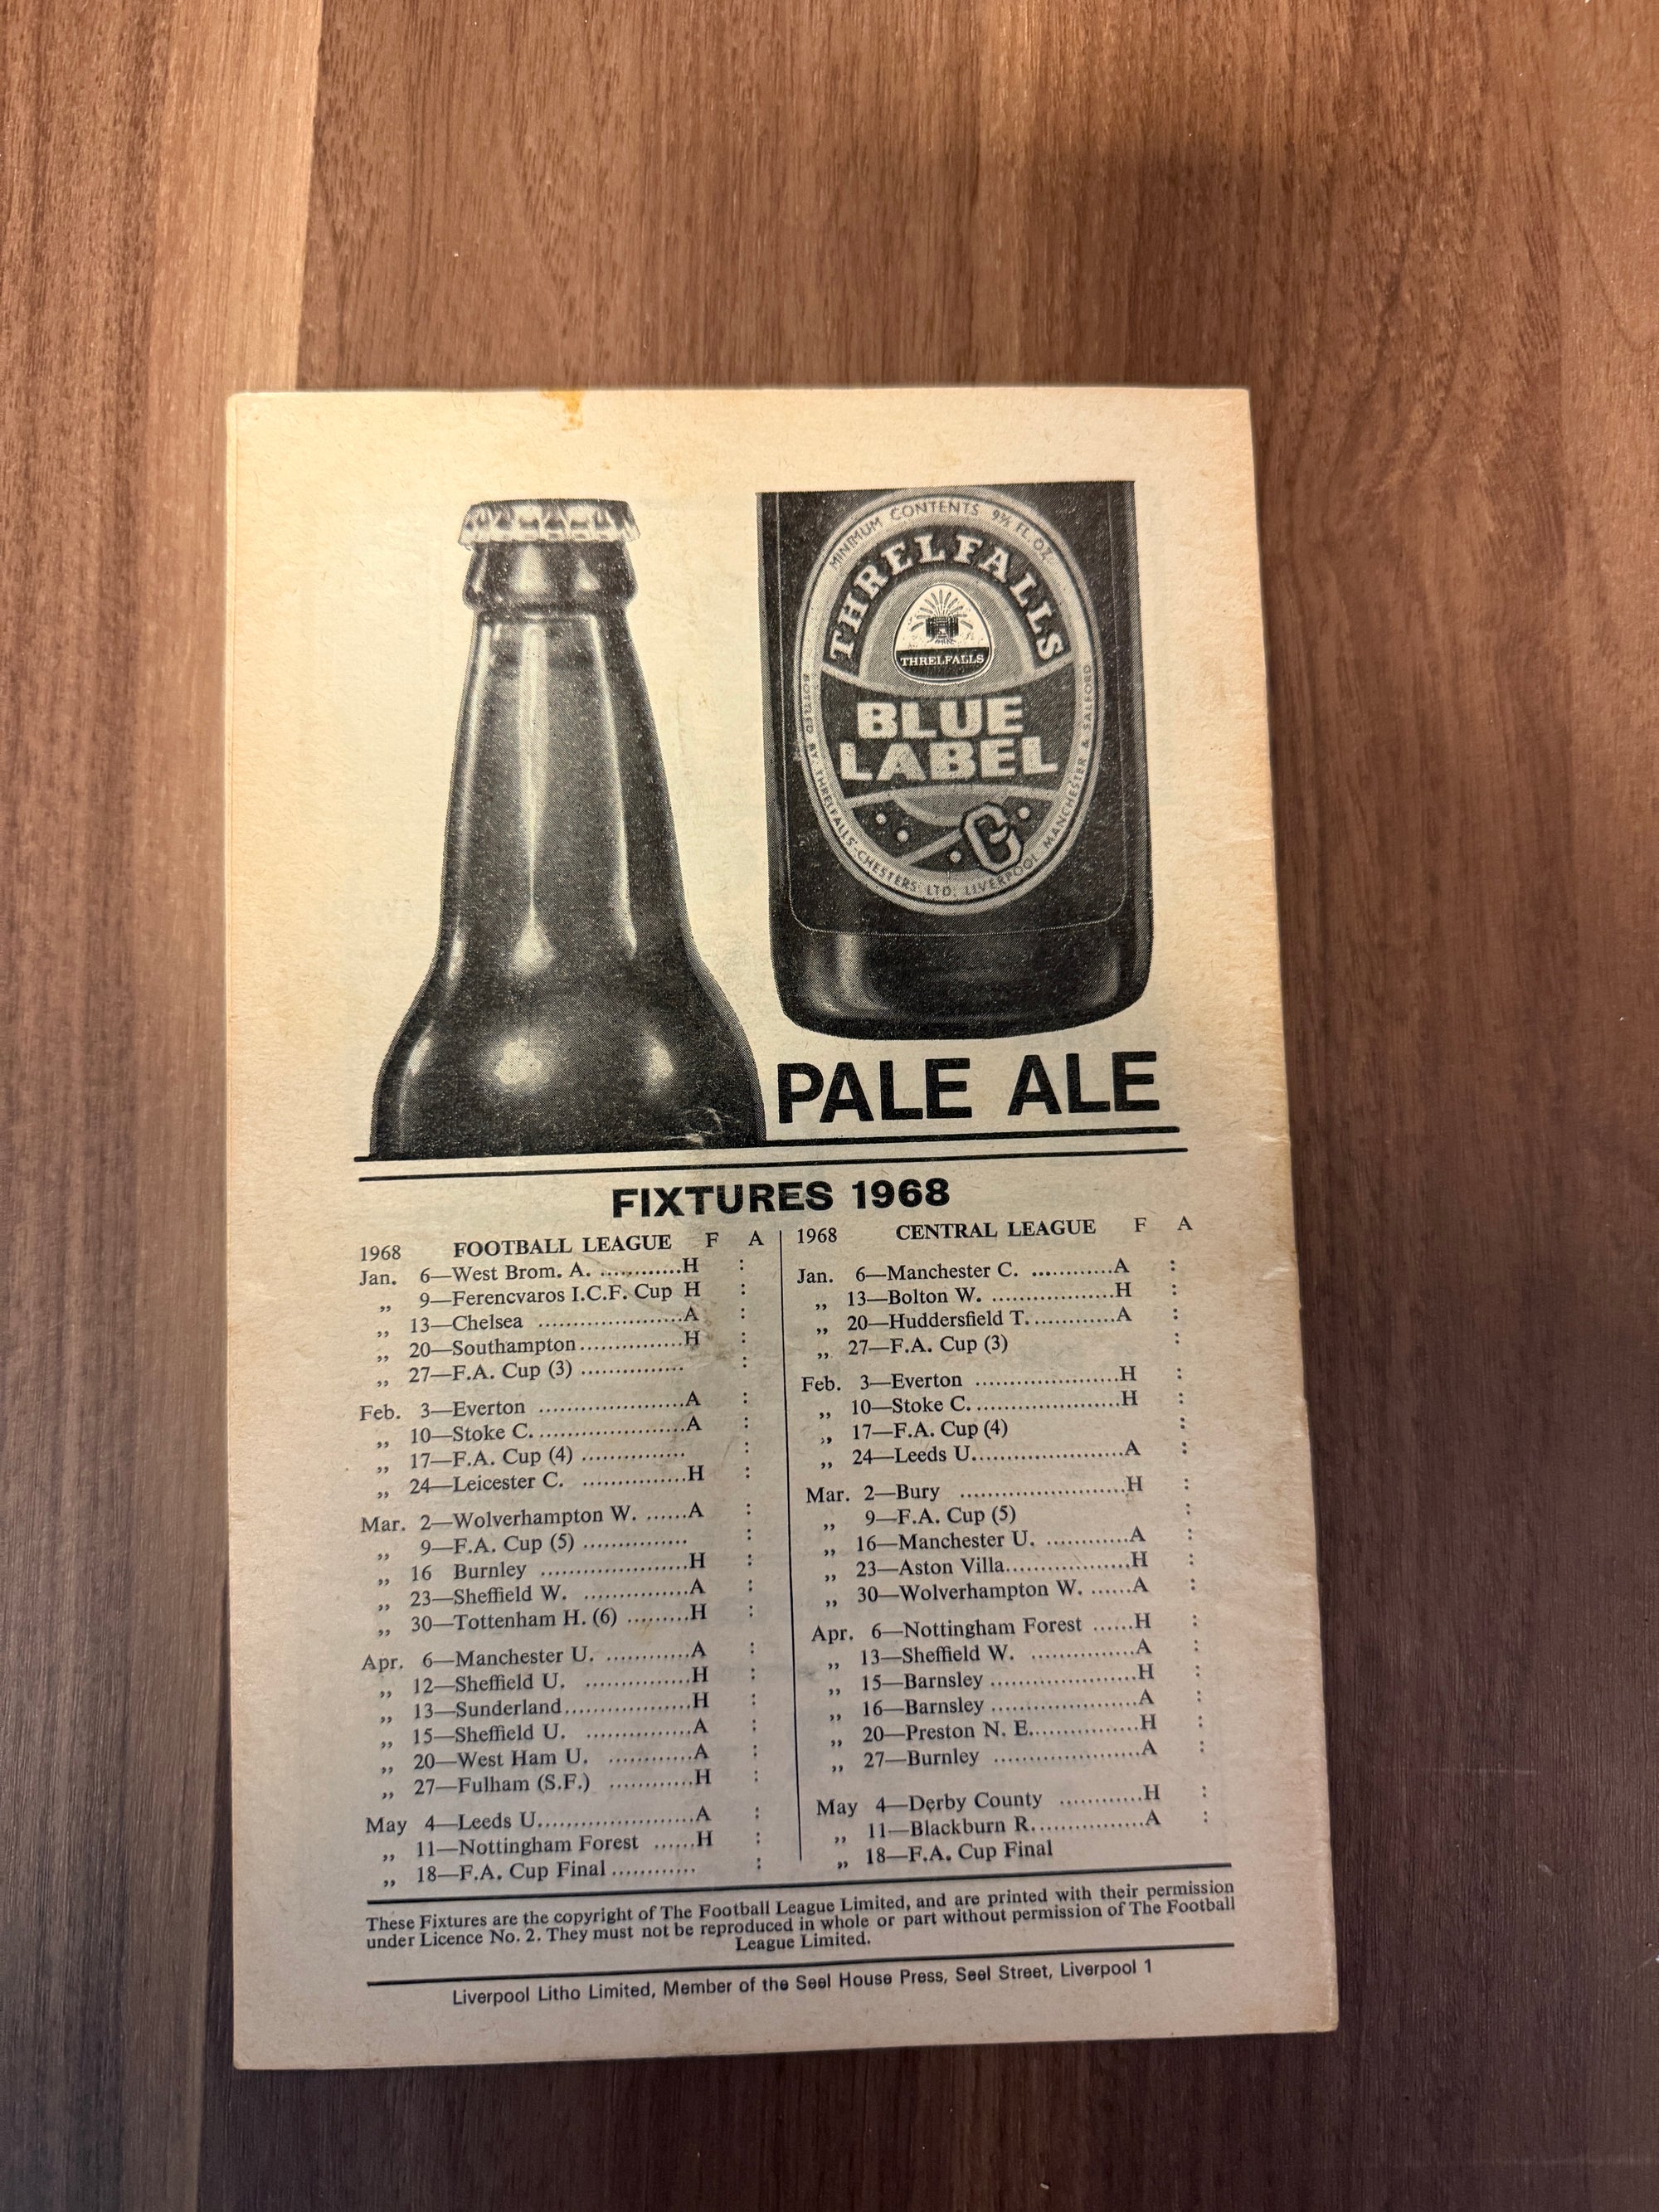 MINIMUM CONTENTS 9⅔ FL. OZ.
THRELFALLS
THRELFALLS
BLUE
LABEL
C
BOTTLED BY THRELFALLS-CHESTERS LTD. LIVERPOOL, MANCHESTER & SALFORD
PALE ALE
FIXTURES 1968
1968 FOOTBALL LEAGUE F A
Jan. 6—West Brom. A. ............H :
„ 9—Ferencvaros I.C.F. Cup H :
„ 13—Chelsea .....................A :
„ 20—Southampton...............H :
„ 27—F.A. Cup (3) ............... :
Feb. 3—Everton .....................A :
„ 10—Stoke C......................A :
„ 17—F.A. Cup (4) ............... :
„ 24—Leicester C. ...............H :
Mar. 2—Wolverhampton W. ......A :
„ 9—F.A. Cup (5) ............... :
„ 16 Burnley .....................H :
„ 23—Sheffield W. ...............A :
„ 30—Tottenham H. (6) .........H :
Apr. 6—Manchester U. ............A :
„ 12—Sheffield U. ...............H :
„ 13—Sunderland..................H :
„ 15—Sheffield U. ...............A :
„ 20—West Ham U. ............A :
„ 27—Fulham (S.F.) ............H :
May 4—Leeds U.......................A :
„ 11—Nottingham Forest ......H :
„ 18—F.A. Cup Final ............ :
1968 CENTRAL LEAGUE F A
Jan. 6—Manchester C. ............A :
„ 13—Bolton W. ..................H :
„ 20—Huddersfield T.............A :
„ 27—F.A. Cup (3) :
Feb. 3—Everton .....................H :
„ 10—Stoke C......................H :
„ 17—F.A. Cup (4) :
„ 24—Leeds U......................A :
Mar. 2—Bury ........................H :
„ 9—F.A. Cup (5) :
„ 16—Manchester U. ............A :
„ 23—Aston Villa..................H :
„ 30—Wolverhampton W. ......A :
Apr. 6—Nottingham Forest ......H :
„ 13—Sheffield W. ...............A :
„ 15—Barnsley .....................H :
„ 16—Barnsley .....................A :
„ 20—Preston N. E................H :
„ 27—Burnley .....................A :
May 4—Derby County ............H :
„ 11—Blackburn R................A :
„ 18—F.A. Cup Final
These Fixtures are the copyright of The Football League Limited, and are printed with their permission
under Licence No. 2. They must not be reproduced in whole or part without permission of The Football
League Limited.
Liverpool Litho Limited, Member of the Seel House Press, Seel Street, Liverpool 1